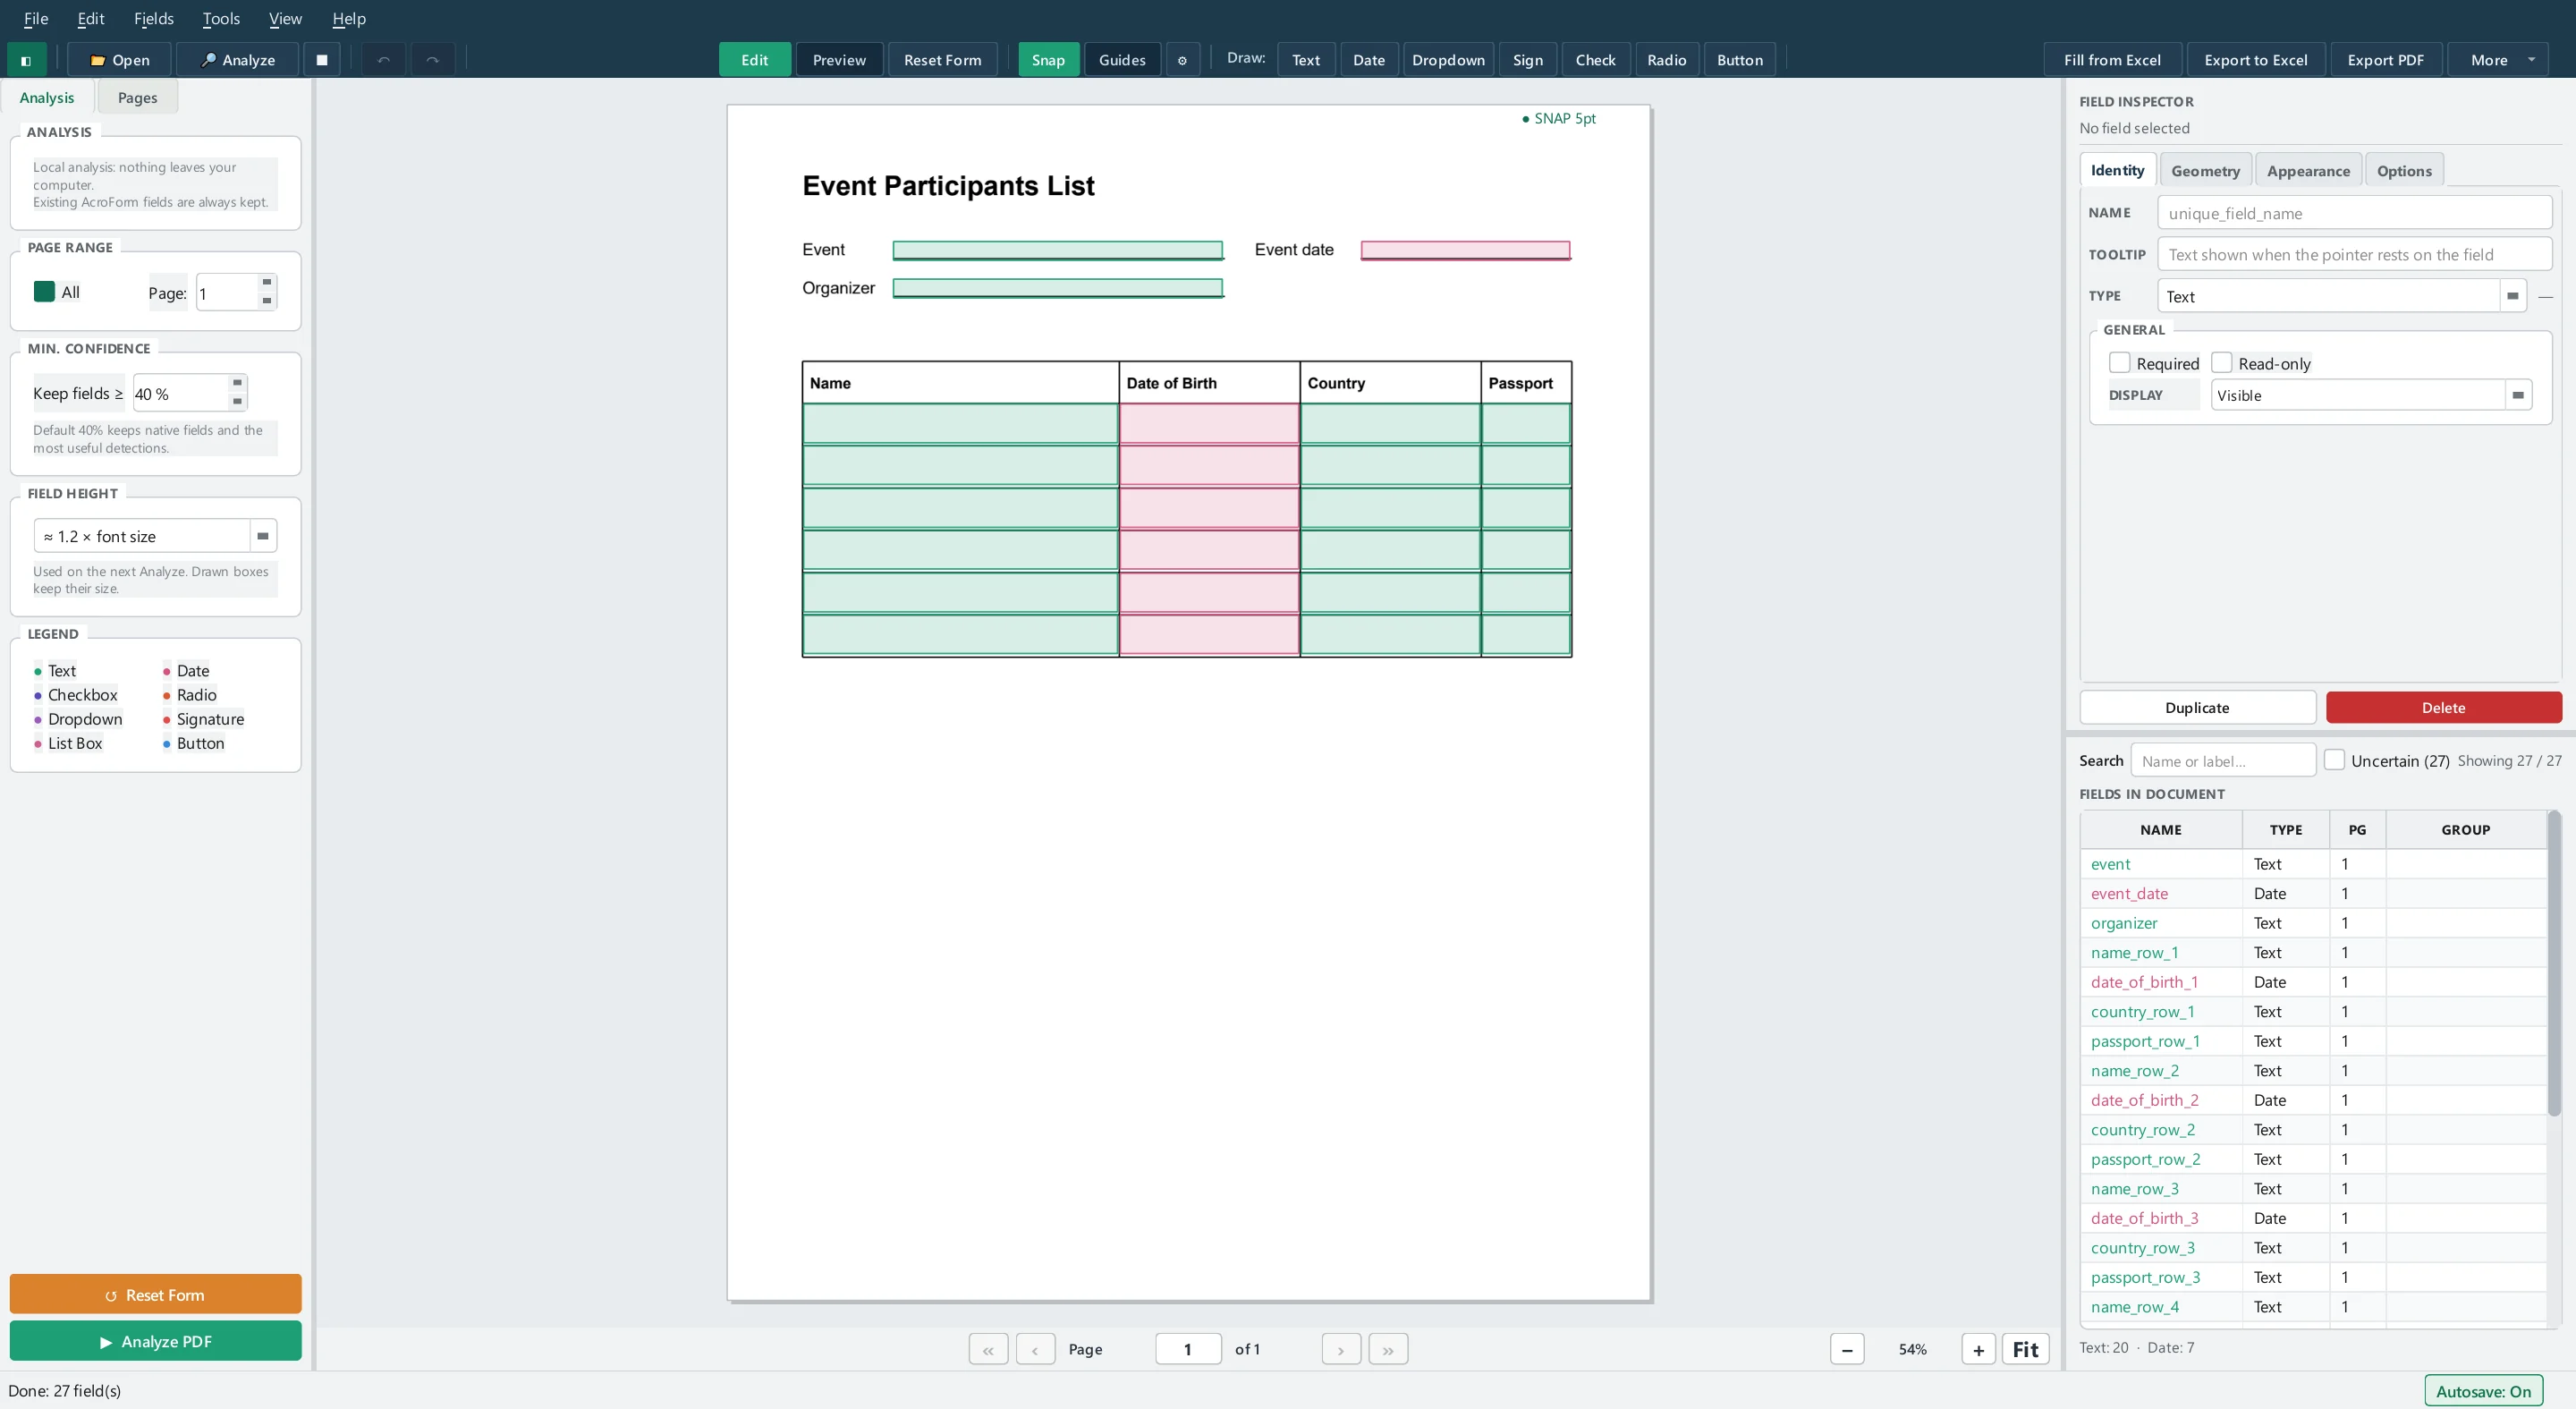 File Edit Fields Tools View Help
Open Analyze Edit Preview Reset Form Snap Guides Draw: Text Date Dropdown Sign Check Radio Button Fill from Excel Export to Excel Export PDF More
Analysis Pages
ANALYSIS
Local analysis: nothing leaves your
computer.
Existing AcroForm fields are always kept.
PAGE RANGE
All Page: 1
MIN. CONFIDENCE
Keep fields ≥ 40 %
Default 40% keeps native fields and the
most useful detections.
FIELD HEIGHT
≈ 1.2 × font size
Used on the next Analyze. Drawn boxes
keep their size.
LEGEND
Text Date
Checkbox Radio
Dropdown Signature
List Box Button
Reset Form
Analyze PDF
SNAP 5pt
Event Participants List
Event Event date
Organizer
Name Date of Birth Country Passport
Page 1 of 1 54% Fit
FIELD INSPECTOR
No field selected
Identity Geometry Appearance Options
NAME unique_field_name
TOOLTIP Text shown when the pointer rests on the field
TYPE Text —
GENERAL
Required Read-only
DISPLAY Visible
Duplicate Delete
Search Name or label... Uncertain (27) Showing 27 / 27
FIELDS IN DOCUMENT
NAME TYPE PG GROUP
event Text 1
event_date Date 1
organizer Text 1
name_row_1 Text 1
date_of_birth_1 Date 1
country_row_1 Text 1
passport_row_1 Text 1
name_row_2 Text 1
date_of_birth_2 Date 1
country_row_2 Text 1
passport_row_2 Text 1
name_row_3 Text 1
date_of_birth_3 Date 1
country_row_3 Text 1
passport_row_3 Text 1
name_row_4 Text 1
Text: 20 · Date: 7
Done: 27 field(s) Autosave: On